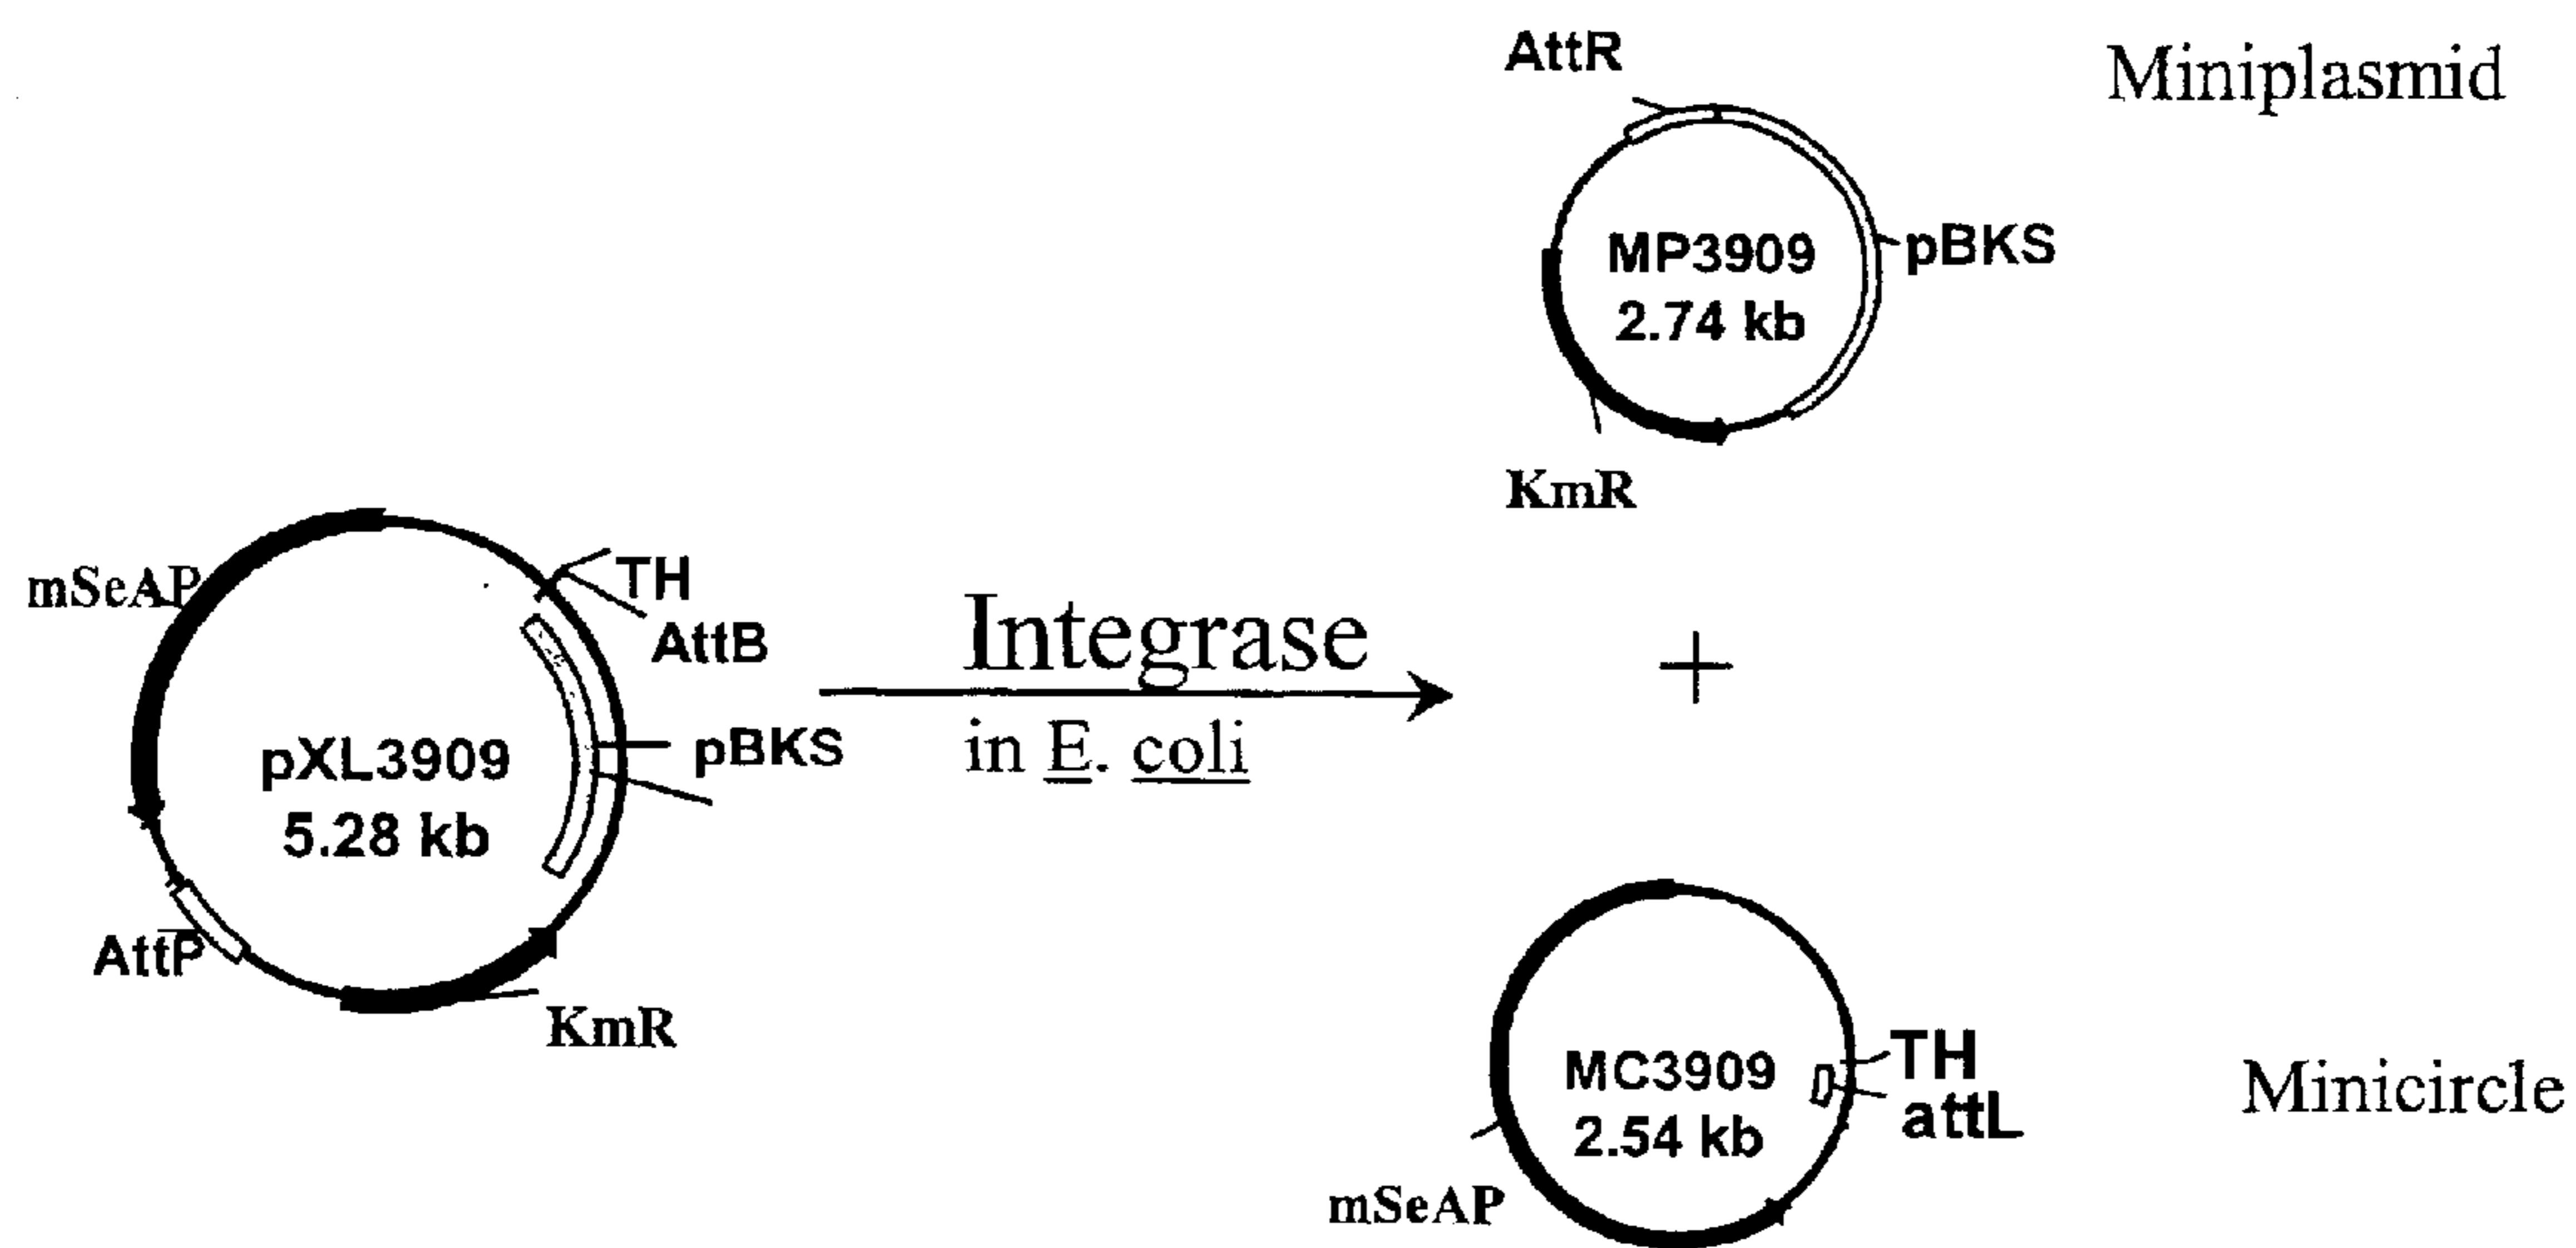 AttR
Miniplasmid
MP3909
2.74 kb
pBKS
KmR
mSeAP
TH
AttB
pXL3909
5.28 kb
pBKS
AttP
KmR
Integrase
in E. coli
+
MC3909
2.54 kb
TH
attL
mSeAP
Minicircle